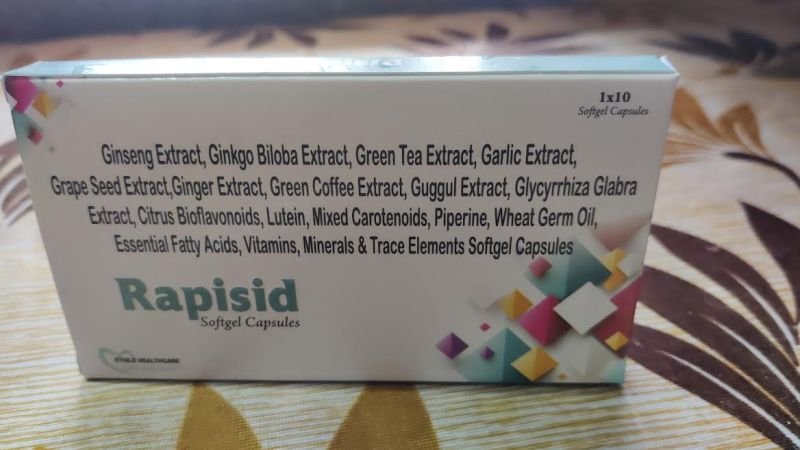 1x10
Softgel Capsules
Ginseng Extract, Ginkgo Biloba Extract, Green Tea Extract, Garlic Extract,
Grape Seed Extract,Ginger Extract, Green Coffee Extract, Guggul Extract, Glycyrrhiza Glabra
Extract, Citrus Bioflavonoids, Lutein, Mixed Carotenoids, Piperine, Wheat Germ Oil,
Essential Fatty Acids, Vitamins, Minerals & Trace Elements Softgel Capsules
Rapisid
Softgel Capsules
HEALTHCARE